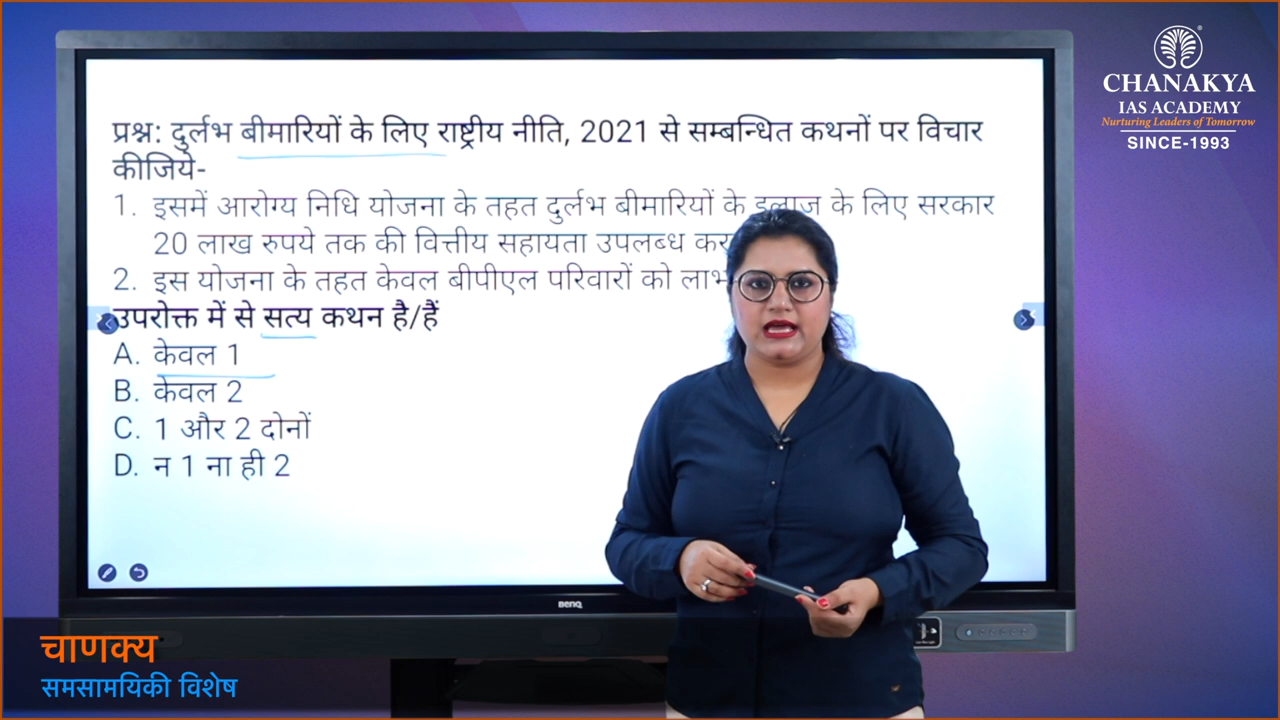 प्रश्न: दुर्लभ बीमारियों के लिए राष्ट्रीय नीति, 2021 से सम्बन्धित कथनों पर विचार
कीजिये-
1. इसमें आरोग्य निधि योजना के तहत दुर्लभ बीमारियों के इलाज के लिए सरकार
20 लाख रुपये तक की वित्तीय सहायता उपलब्ध
2. इस योजना के तहत केवल बीपीएल परिवारों को
उपरोक्त में से सत्य कथन है/हैं
A. केवल 1
B. केवल 2
C. 1 और 2 दोनों
D. न 1 ना ही 2
BenQ
CHANAKYA
IAS ACADEMY
Nurturing Leaders of Tomorrow
SINCE-1993
चाणक्य
समसामयिकी विशेष